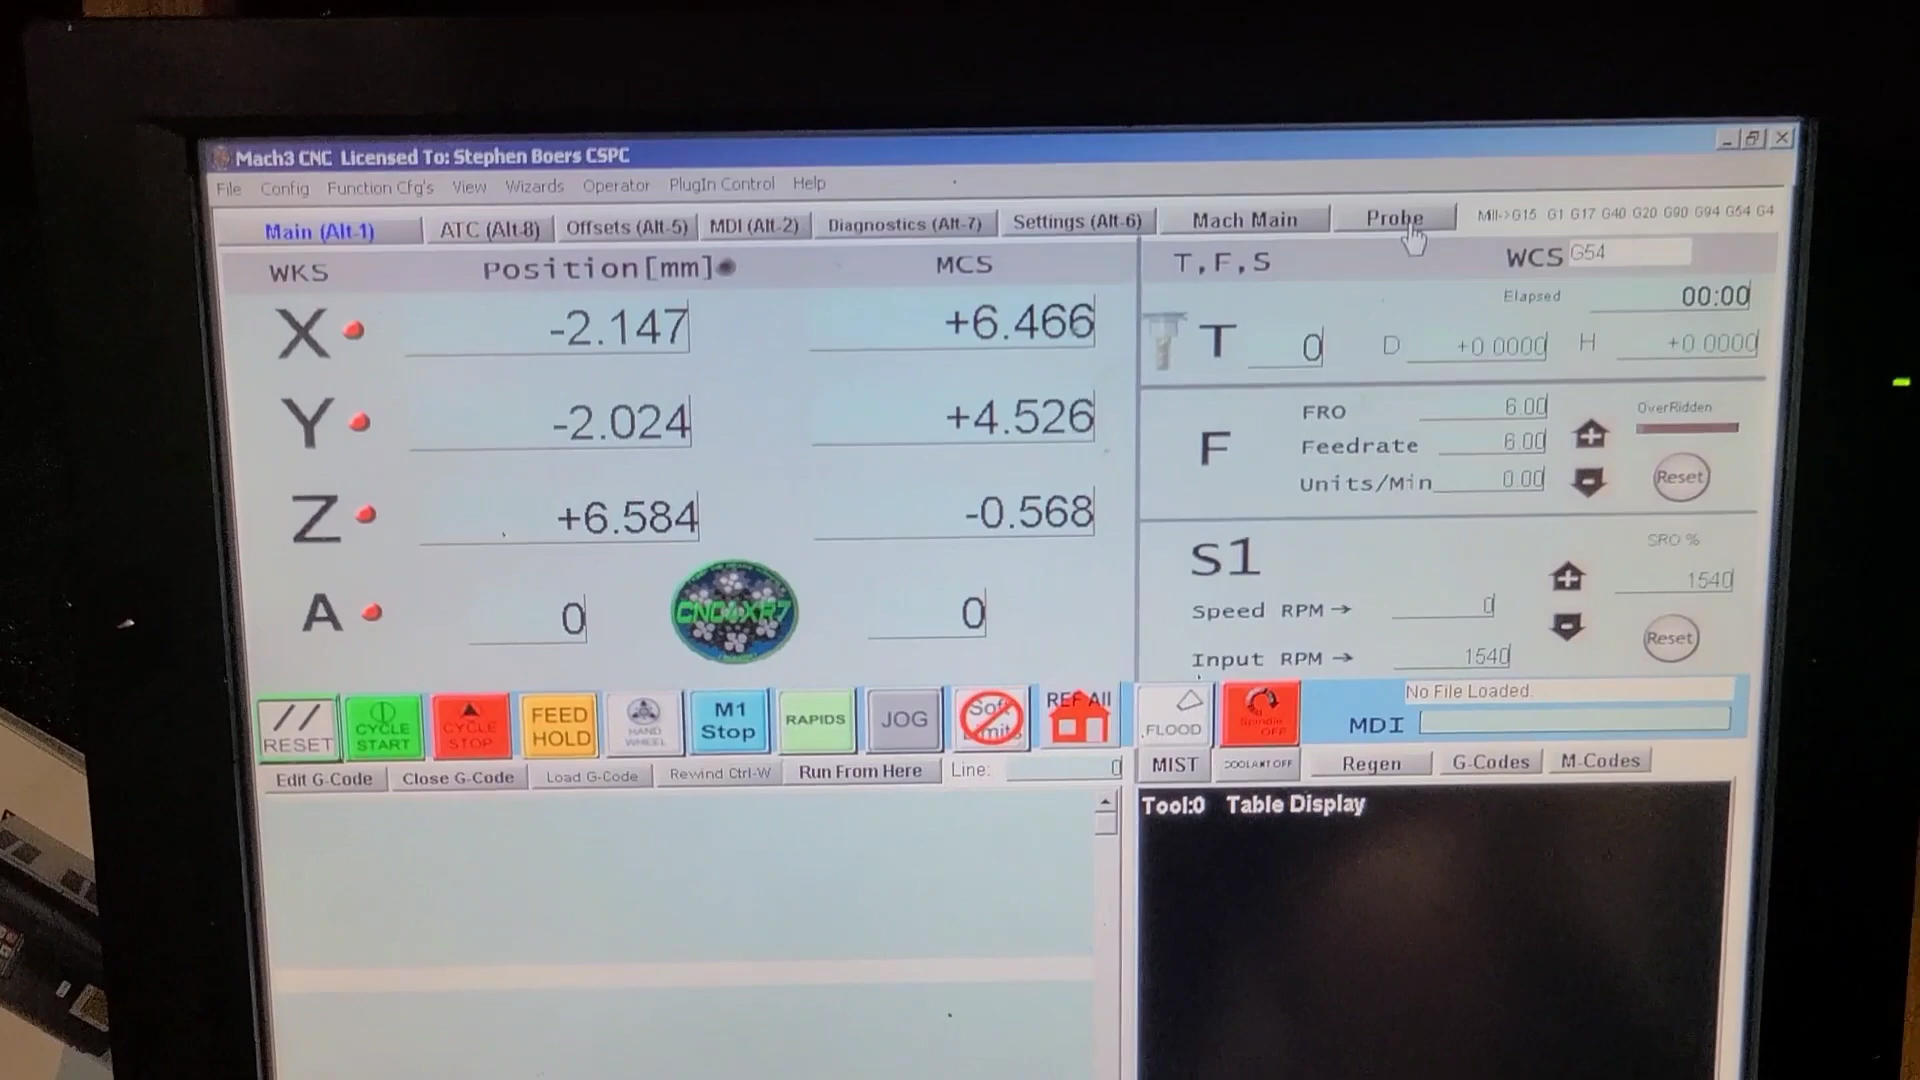 Mach3 CNC Licensed To: Stephen Boers CSPC
File Config Function Cfg's View Wizards Operator PlugIn Control Help
Main (Alt-1) ATC (Alt-8) Offsets (Alt-5) MDI (Alt-2) Diagnostics (Alt-7) Settings (Alt-6) Mach Main Probe Mill->G15 G1 G17 G40 G20 G90 G94 G54 G4
WKS Position[mm] MCS
X -2.147 +6.466
Y -2.024 +4.526
Z +6.584 -0.568
A 0 0
CNC4XR7
T,F,S WCS G54
Elapsed 00:00
T 0 D +0.0000 H +0.0000
F
FRO 6.00 OverRidden
Feedrate 6.00
Units/Min 0.00
Reset
S1 SRO %
1540
Speed RPM → 0
Reset
Input RPM → 1540
// RESET
CYCLE START
CYCLE STOP
FEED HOLD
HAND WHEEL
M1 Stop
RAPIDS
JOG
Soft Limits
REF All
FLOOD
Spindle OFF
No File Loaded.
MDI
Edit G-Code Close G-Code Load G-Code Rewind Ctrl-W Run From Here Line: 0
MIST COOLANT OFF Regen G-Codes M-Codes
Tool:0 Table Display